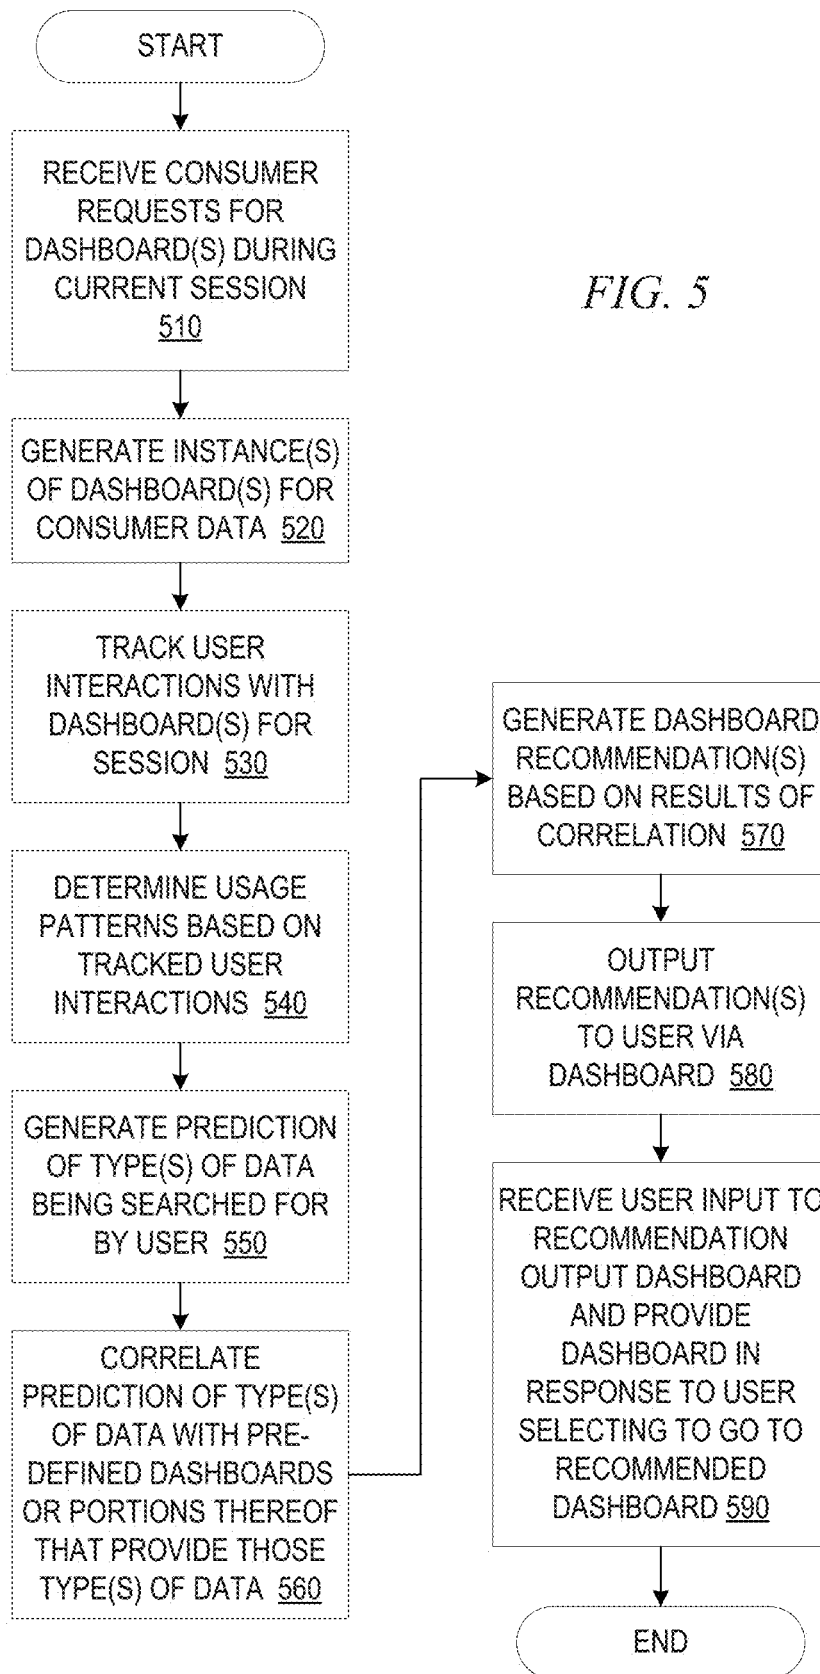 START
RECEIVE CONSUMER
REQUESTS FOR
DASHBOARD(S) DURING
CURRENT SESSION
510
GENERATE INSTANCE(S)
OF DASHBOARD(S) FOR
CONSUMER DATA 520
TRACK USER
INTERACTIONS WITH
DASHBOARD(S) FOR
SESSION 530
DETERMINE USAGE
PATTERNS BASED ON
TRACKED USER
INTERACTIONS 540
GENERATE PREDICTION
OF TYPE(S) OF DATA
BEING SEARCHED FOR
BY USER 550
CORRELATE
PREDICTION OF TYPE(S)
OF DATA WITH PRE-
DEFINED DASHBOARDS
OR PORTIONS THEREOF
THAT PROVIDE THOSE
TYPE(S) OF DATA 560
FIG. 5
GENERATE DASHBOARD
RECOMMENDATION(S)
BASED ON RESULTS OF
CORRELATION 570
OUTPUT
RECOMMENDATION(S)
TO USER VIA
DASHBOARD 580
RECEIVE USER INPUT TO
RECOMMENDATION
OUTPUT DASHBOARD
AND PROVIDE
DASHBOARD IN
RESPONSE TO USER
SELECTING TO GO TO
RECOMMENDED
DASHBOARD 590
END